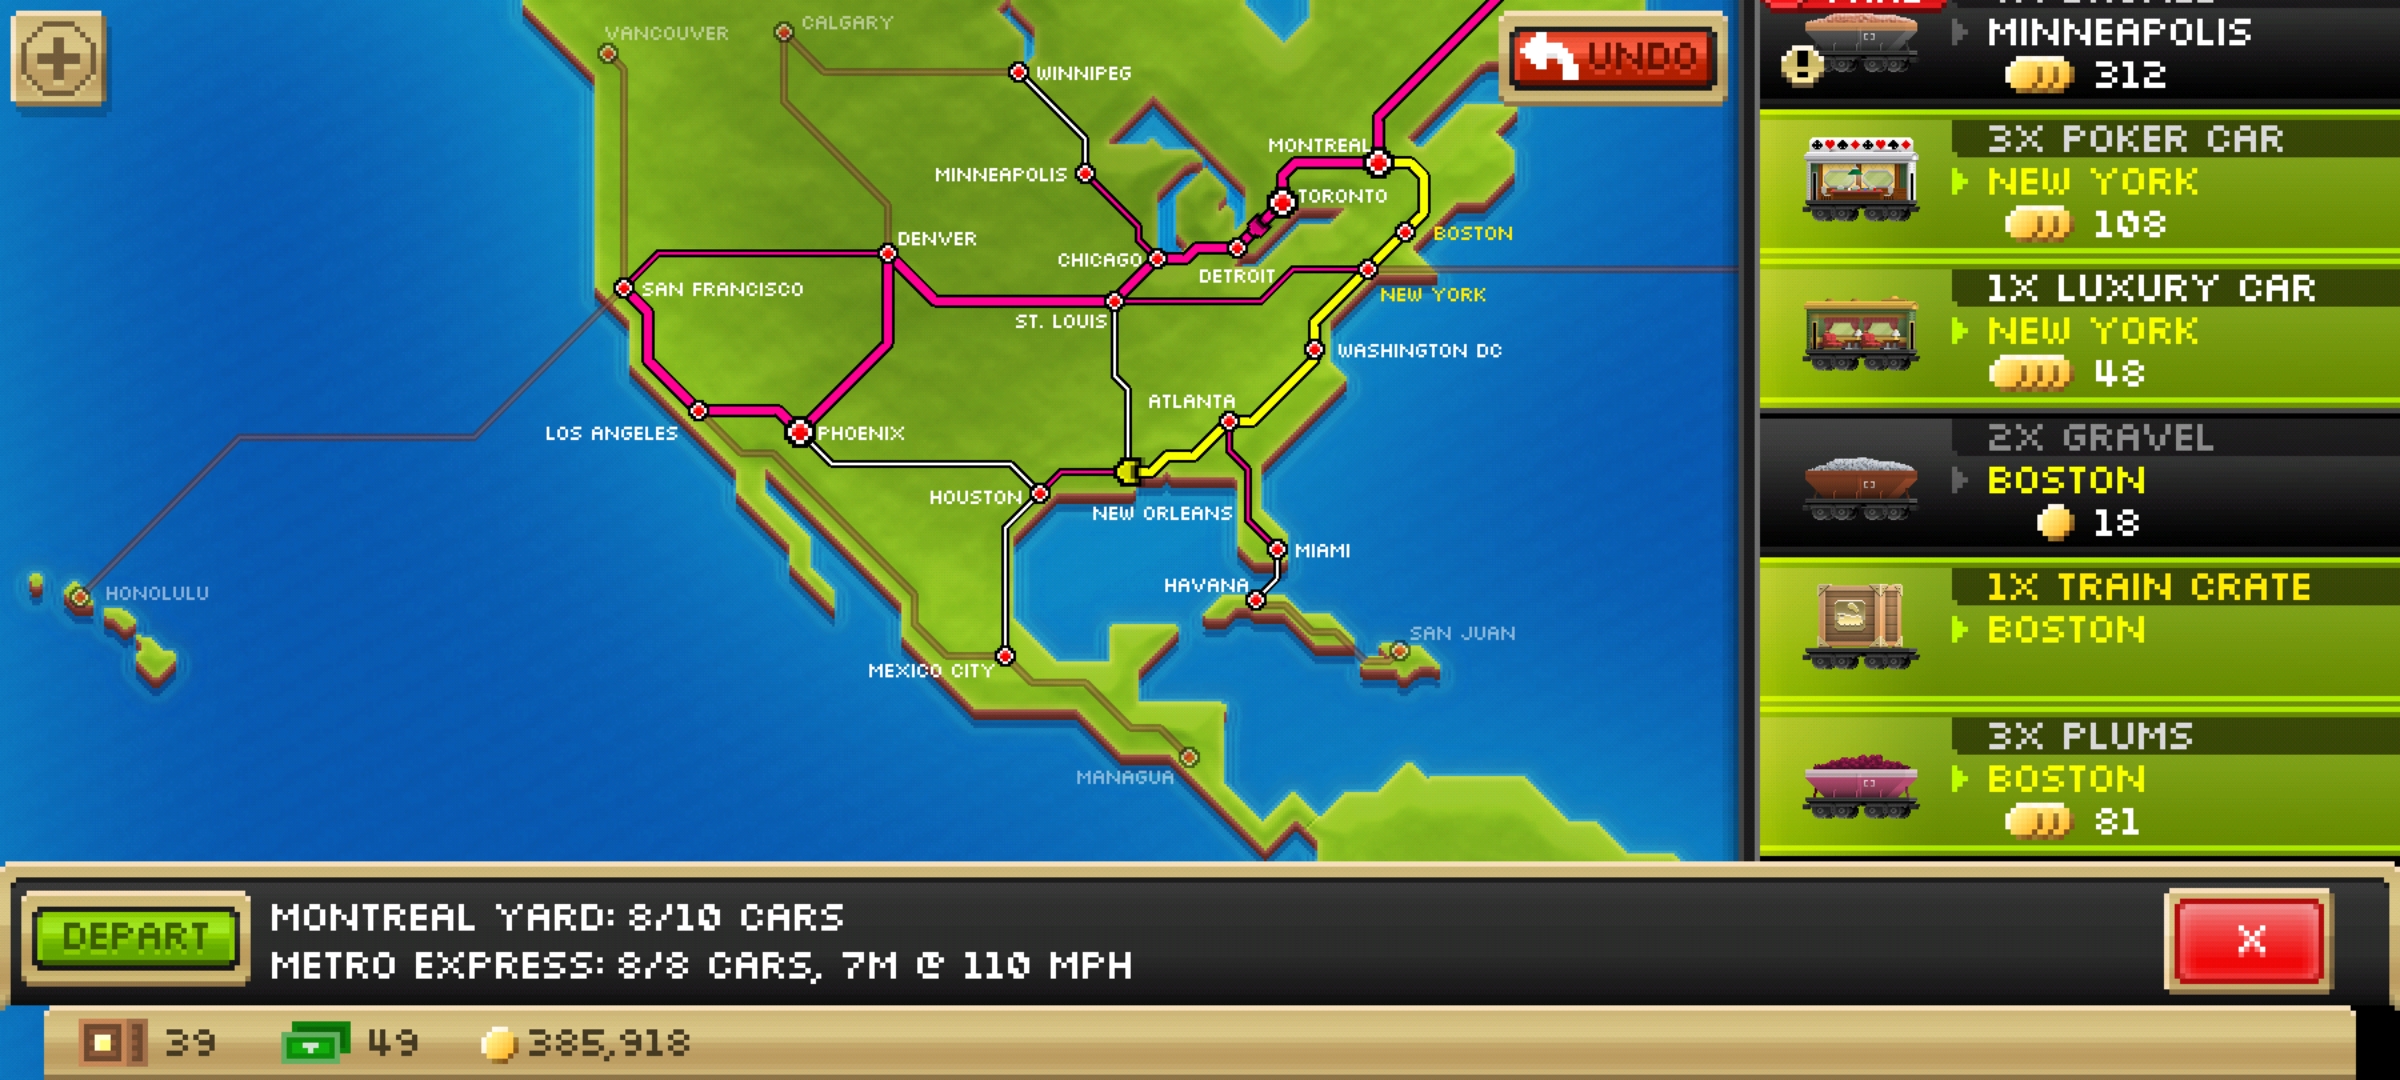 VANCOUVER
CALGARY
WINNIPEG
UNDO
MINNEAPOLIS
MONTREAL
TORONTO
DENVER
CHICAGO
DETROIT
BOSTON
NEW YORK
SAN FRANCISCO
ST. LOUIS
WASHINGTON DC
ATLANTA
LOS ANGELES
PHOENIX
HOUSTON
NEW ORLEANS
MIAMI
HAVANA
HONOLULU
SAN JUAN
MEXICO CITY
MANAGUA
MINNEAPOLIS
312
3X POKER CAR
NEW YORK
108
1X LUXURY CAR
NEW YORK
48
2X GRAVEL
BOSTON
18
1X TRAIN CRATE
BOSTON
3X PLUMS
BOSTON
81
DEPART
MONTREAL YARD: 8/10 CARS
METRO EXPRESS: 8/8 CARS, 7M @ 110 MPH
X
39
49
385,918